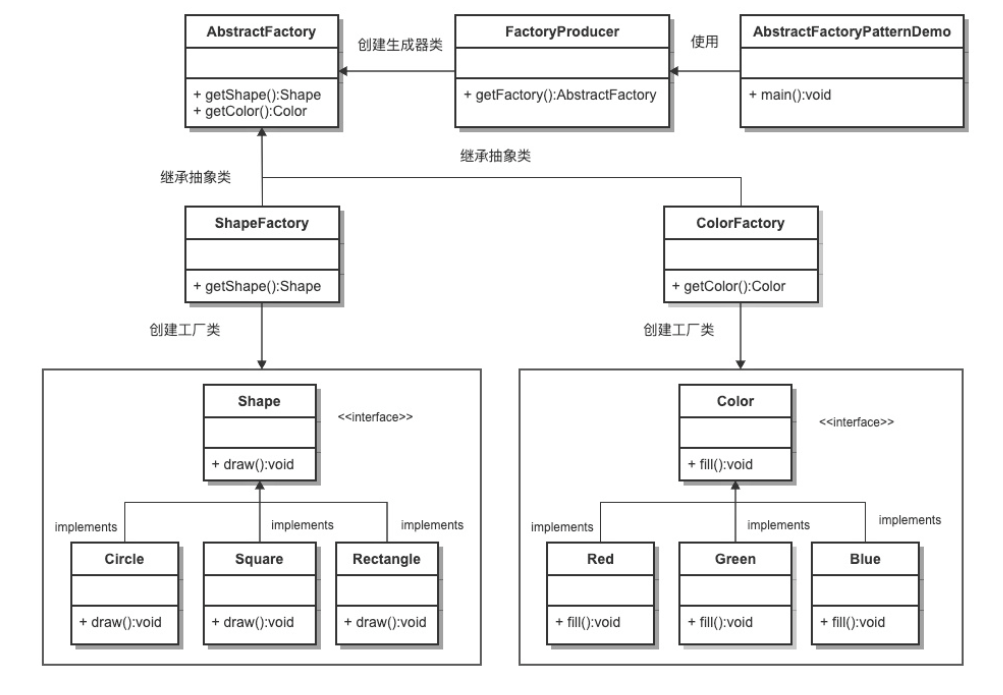 AbstractFactory
+ getShape():Shape
+ getColor():Color
创建生成器类
FactoryProducer
+ getFactory():AbstractFactory
使用
AbstractFactoryPatternDemo
+ main():void
继承抽象类
继承抽象类
ShapeFactory
+ getShape():Shape
ColorFactory
+ getColor():Color
创建工厂类
创建工厂类
Shape
+ draw():void
<<interface>>
implements
implements
implements
Circle
+ draw():void
Square
+ draw():void
Rectangle
+ draw():void
Color
+ fill():void
<<interface>>
implements
implements
implements
Red
+ fill():void
Green
+ fill():void
Blue
+ fill():void